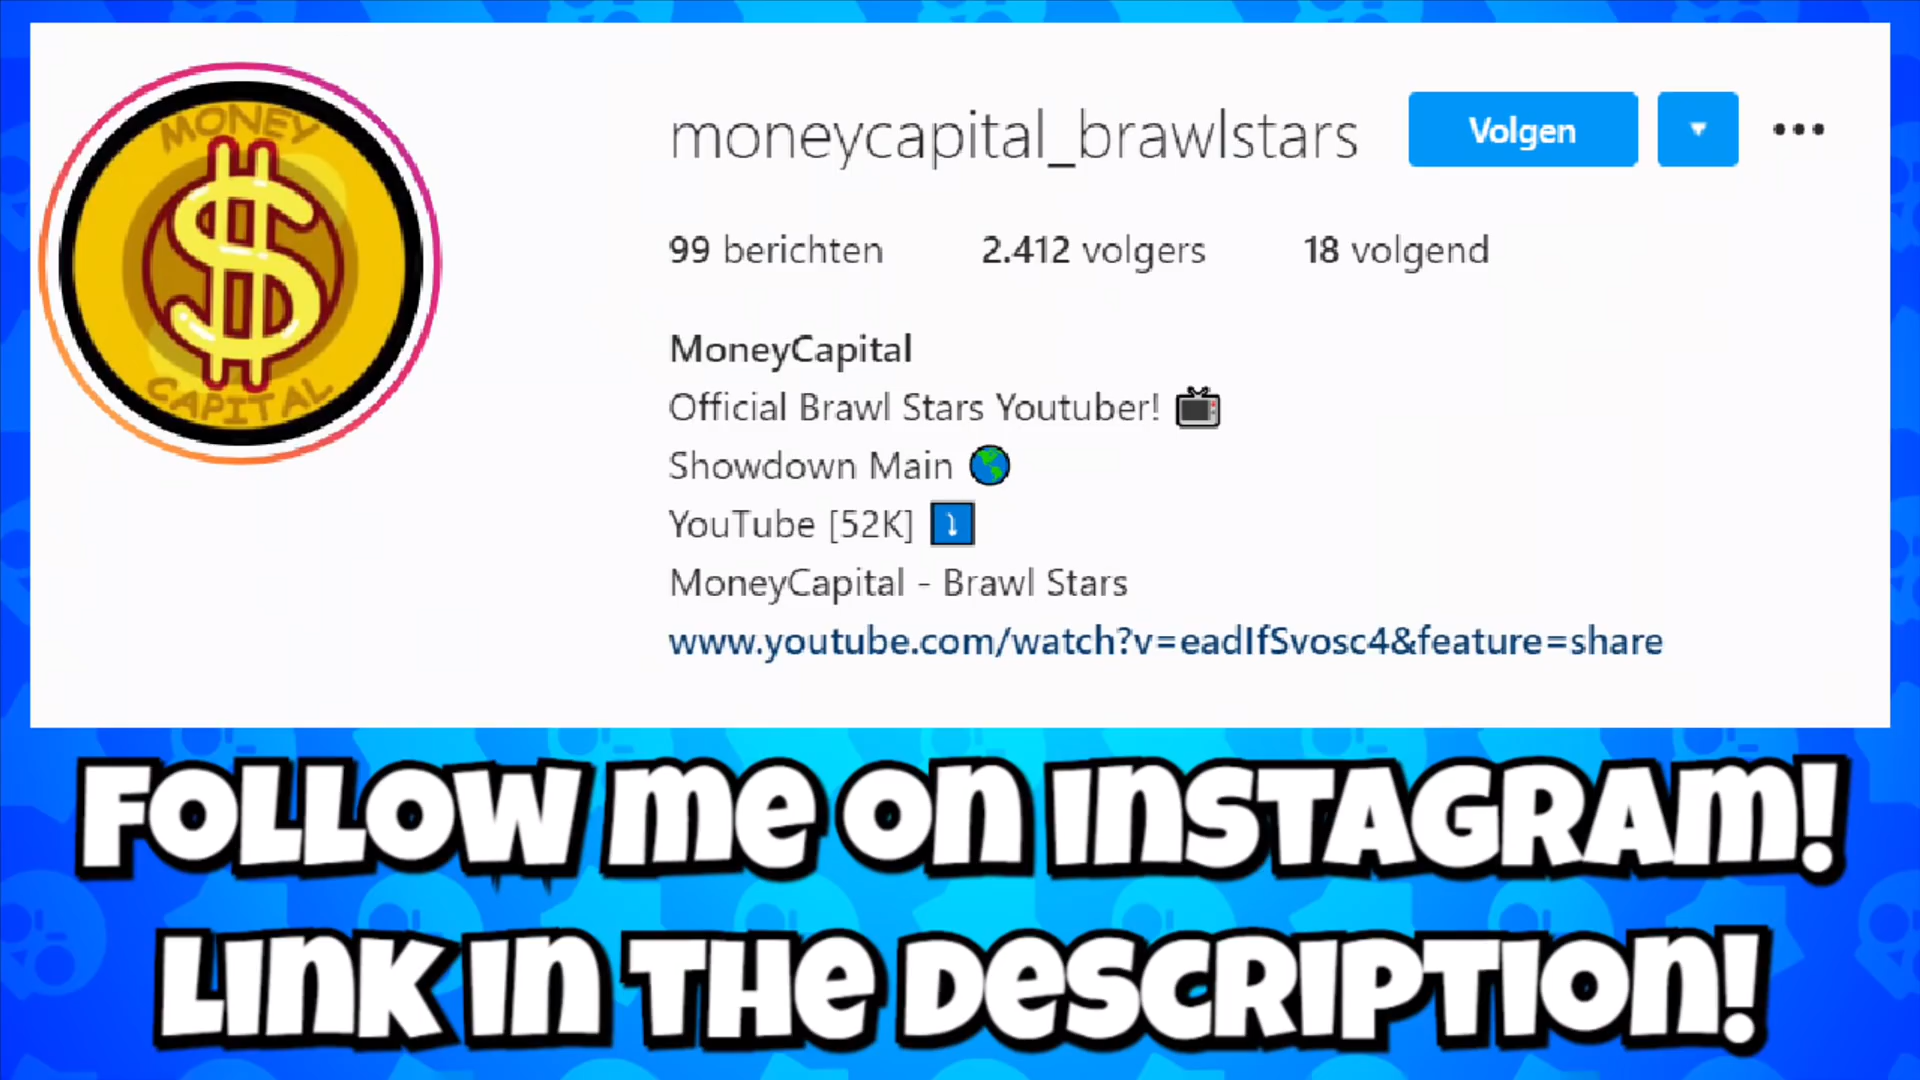 MONEY
CAPITAL
moneycapital_brawlstars Volgen
99 berichten 2.412 volgers 18 volgend
MoneyCapital
Official Brawl Stars Youtuber! 📺
Showdown Main 🌎
YouTube [52K] ⤵
MoneyCapital - Brawl Stars
www.youtube.com/watch?v=eadIfSvosc4&feature=share
FOLLOW me ON INSTAGRAM!
LINK IN THE DESCRIPTION!